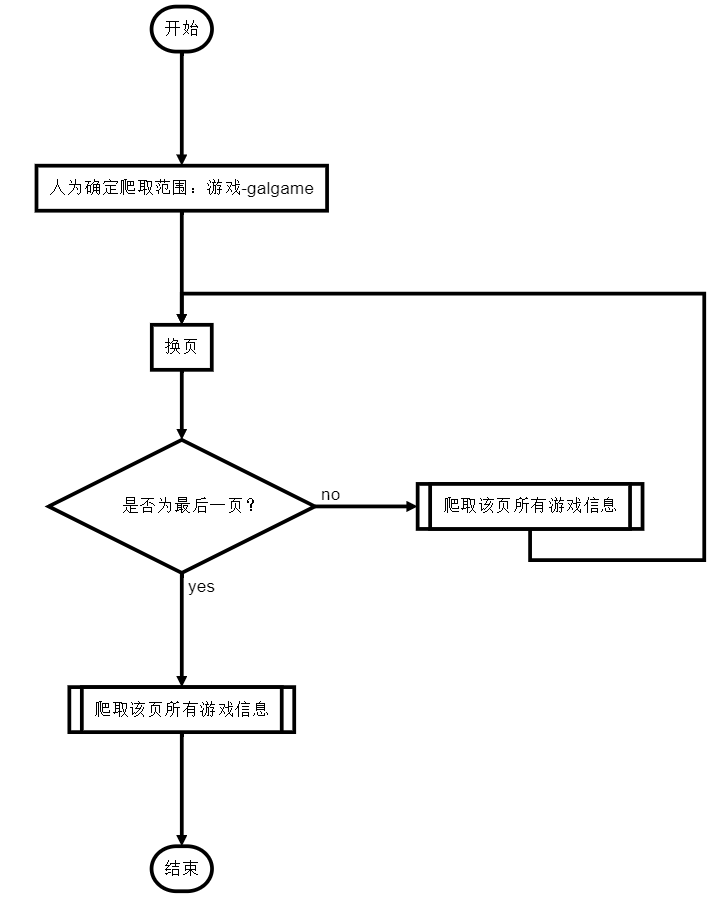 开始
人为确定爬取范围：游戏-galgame
换页
是否为最后一页?
no
爬取该页所有游戏信息
yes
爬取该页所有游戏信息
结束